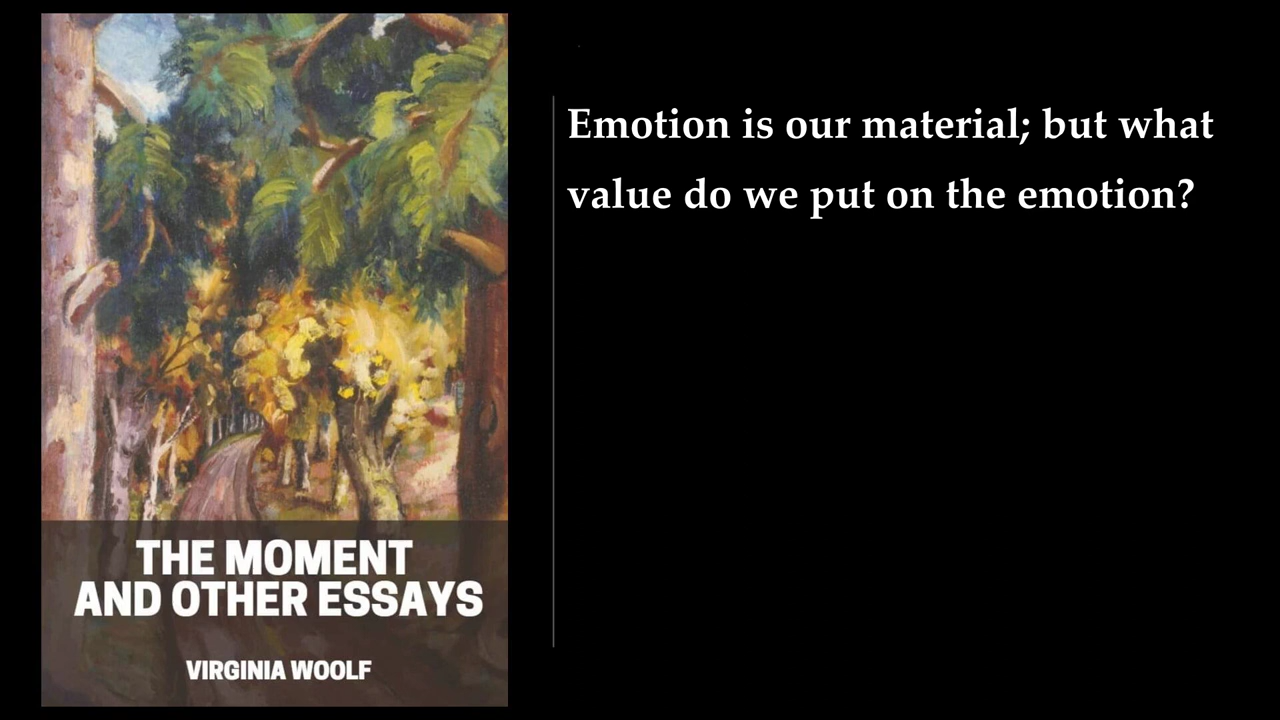 THE MOMENT
AND OTHER ESSAYS
VIRGINIA WOOLF
Emotion is our material; but what
value do we put on the emotion?